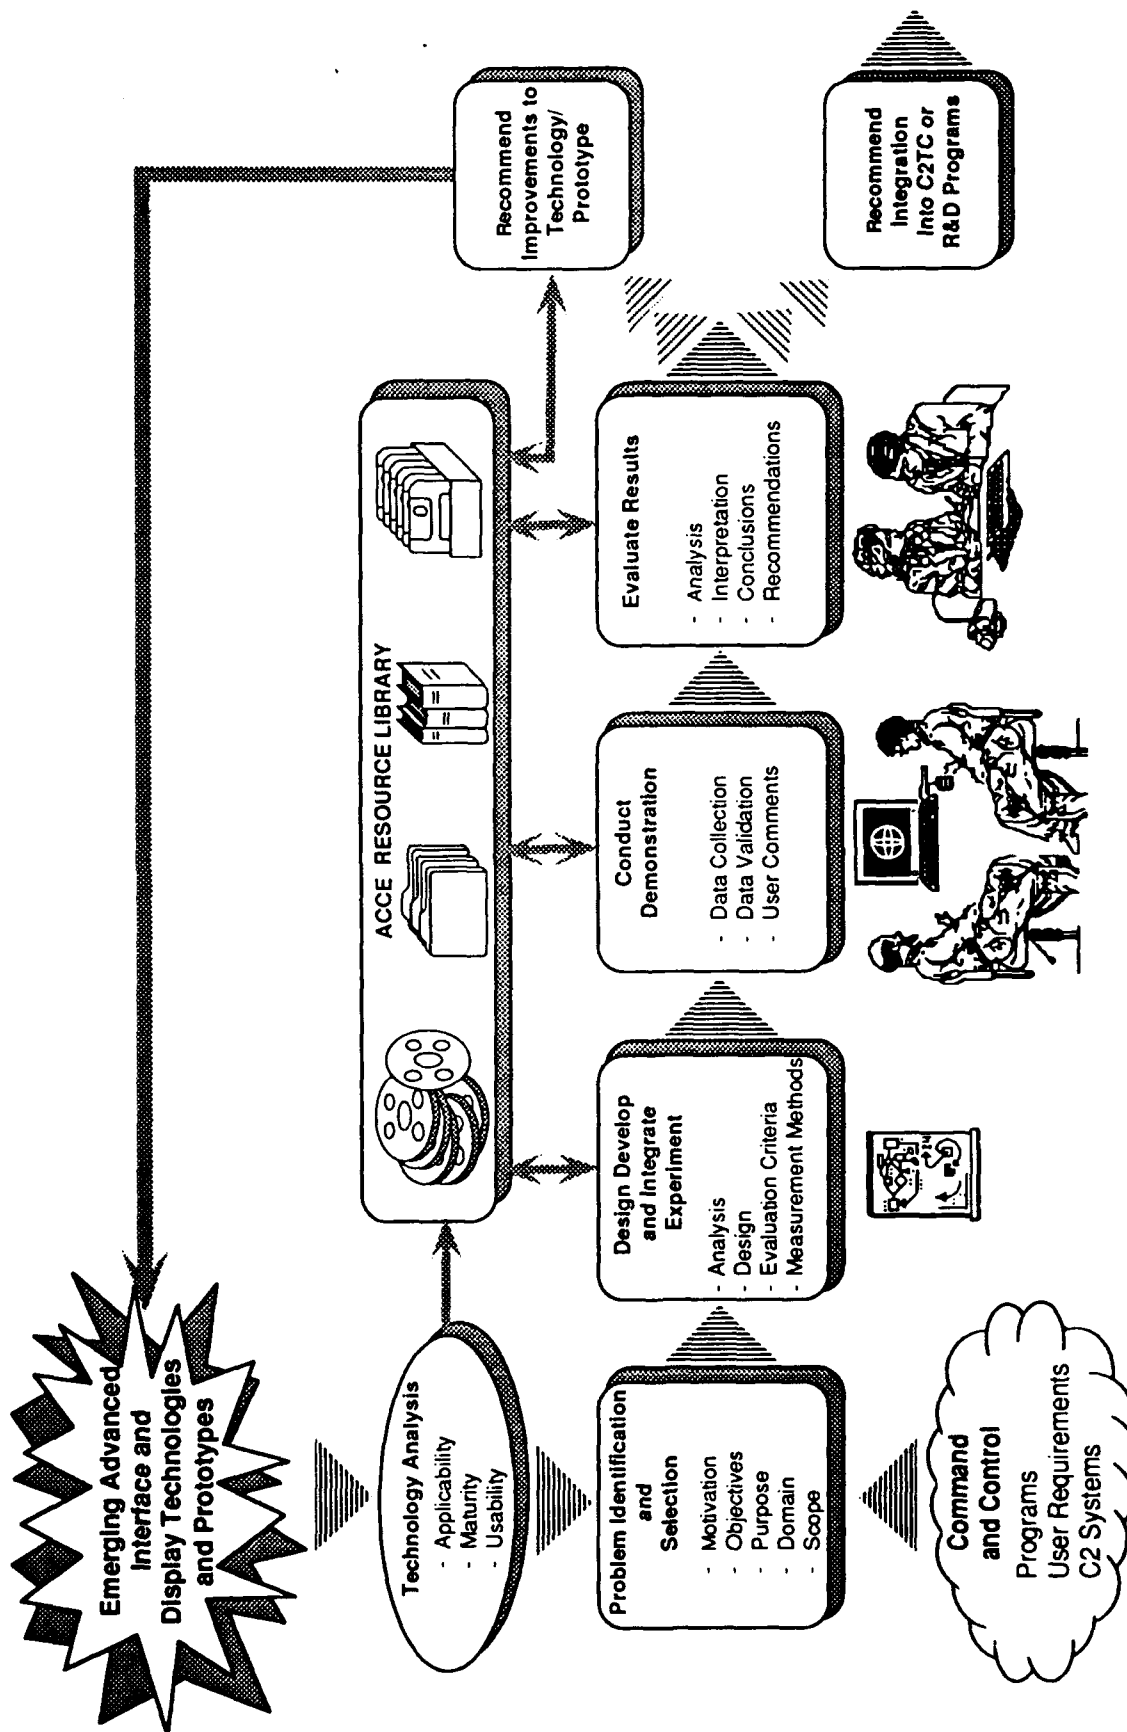 Emerging Advanced
Interface and
Display Technologies
and Prototypes
Technology Analysis
- Applicability
- Maturity
- Usability
ACCE RESOURCE LIBRARY
Recommend
Improvements to
Technology/
Prototype
Problem Identification
and
Selection
- Motivation
- Objectives
- Purpose
- Domain
- Scope
Design Develop
and Integrate
Experiment
- Analysis
- Design
- Evaluation Criteria
- Measurement Methods
Conduct
Demonstration
- Data Collection
- Data Validation
- User Comments
Evaluate Results
- Analysis
- Interpretation
- Conclusions
- Recommendations
Recommend
Integration
Into C2TC or
R&D Programs
Command
and Control
Programs
User Requirements
C2 Systems